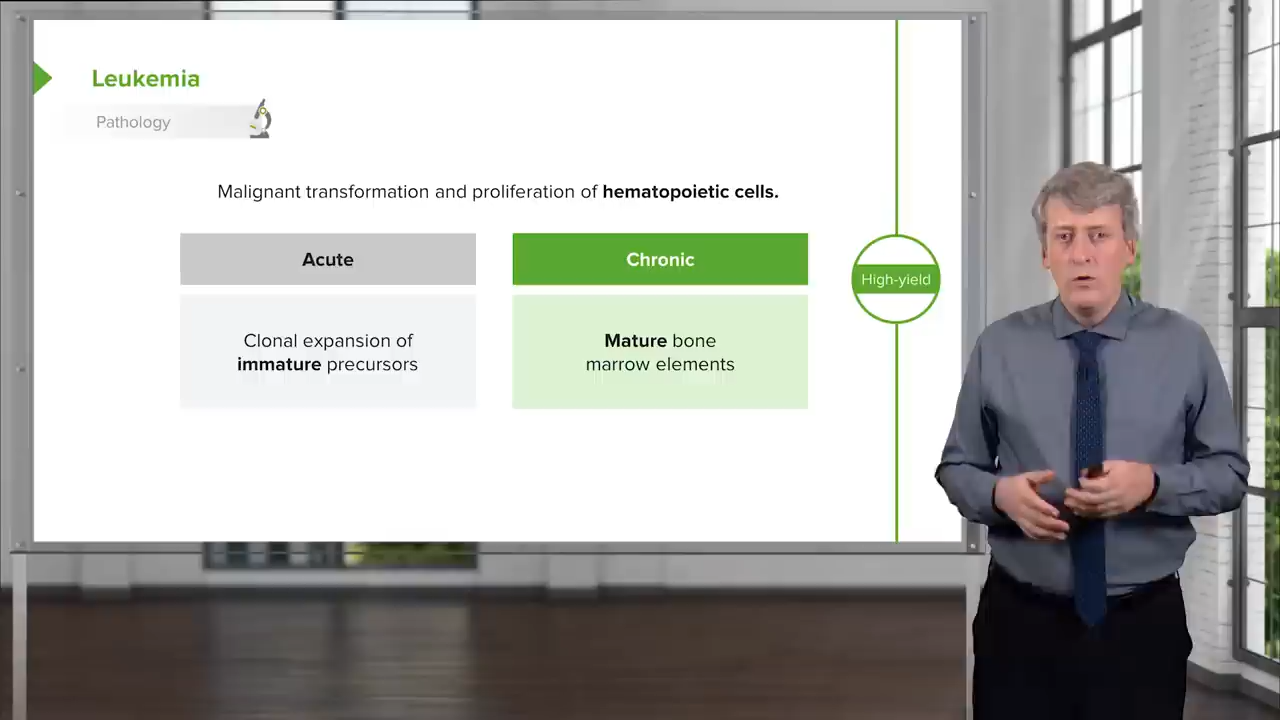 Leukemia
Pathology
Malignant transformation and proliferation of hematopoietic cells.
Acute
Chronic
Clonal expansion of
immature precursors
Mature bone
marrow elements
High-yield